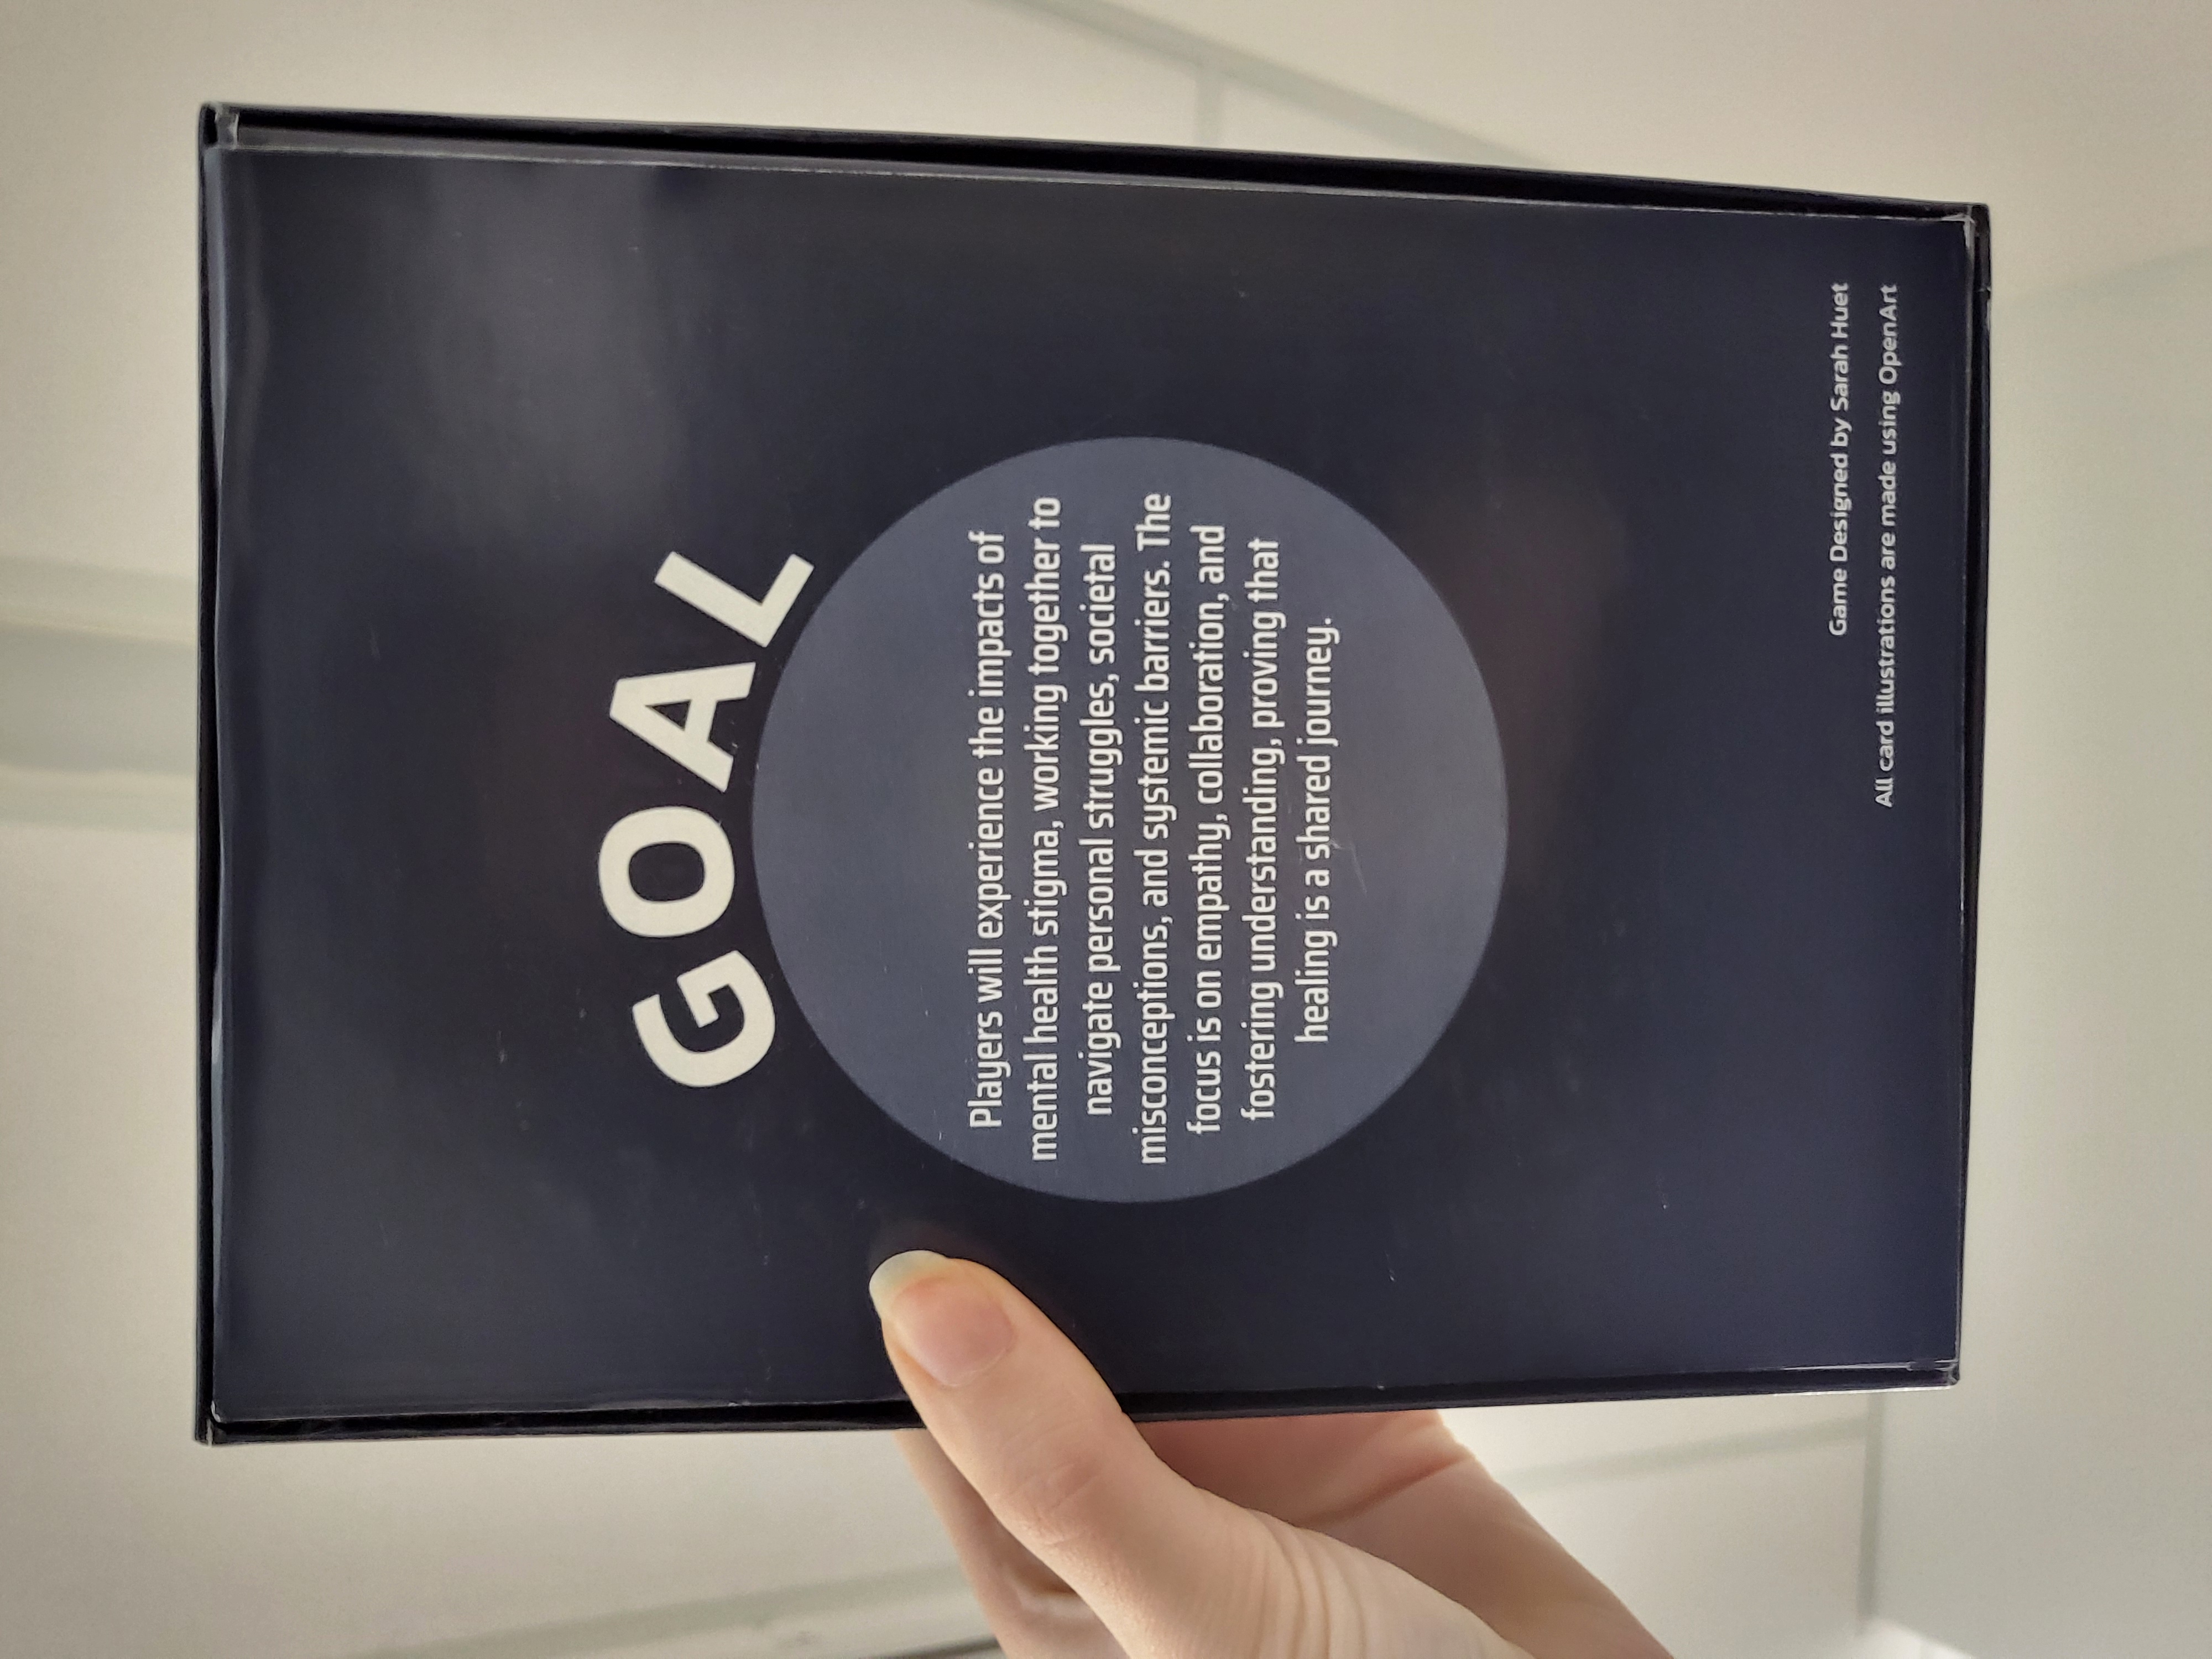 GOAL
Players will experience the impacts of
mental health stigma, working together to
navigate personal struggles, societal
misconceptions, and systemic barriers. The
focus is on empathy, collaboration, and
fostering understanding, proving that
healing is a shared journey.
Game Designed by Sarah Huet
All card illustrations are made using OpenArt